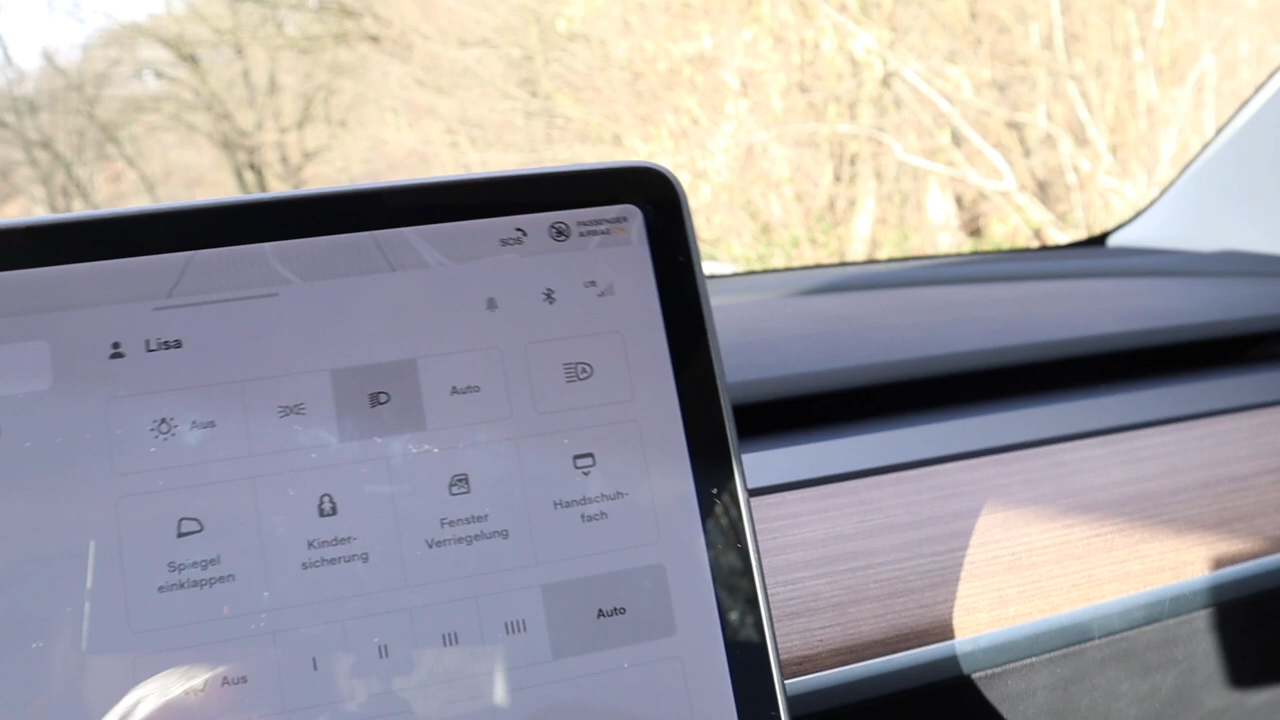 SOS
PASSENGER
AIRBAG ON
LTE
Lisa
Aus
Auto
A
Spiegel
einklappen
Kinder-
sicherung
Fenster
Verriegelung
Handschuh-
fach
Aus
I
II
III
IIII
Auto